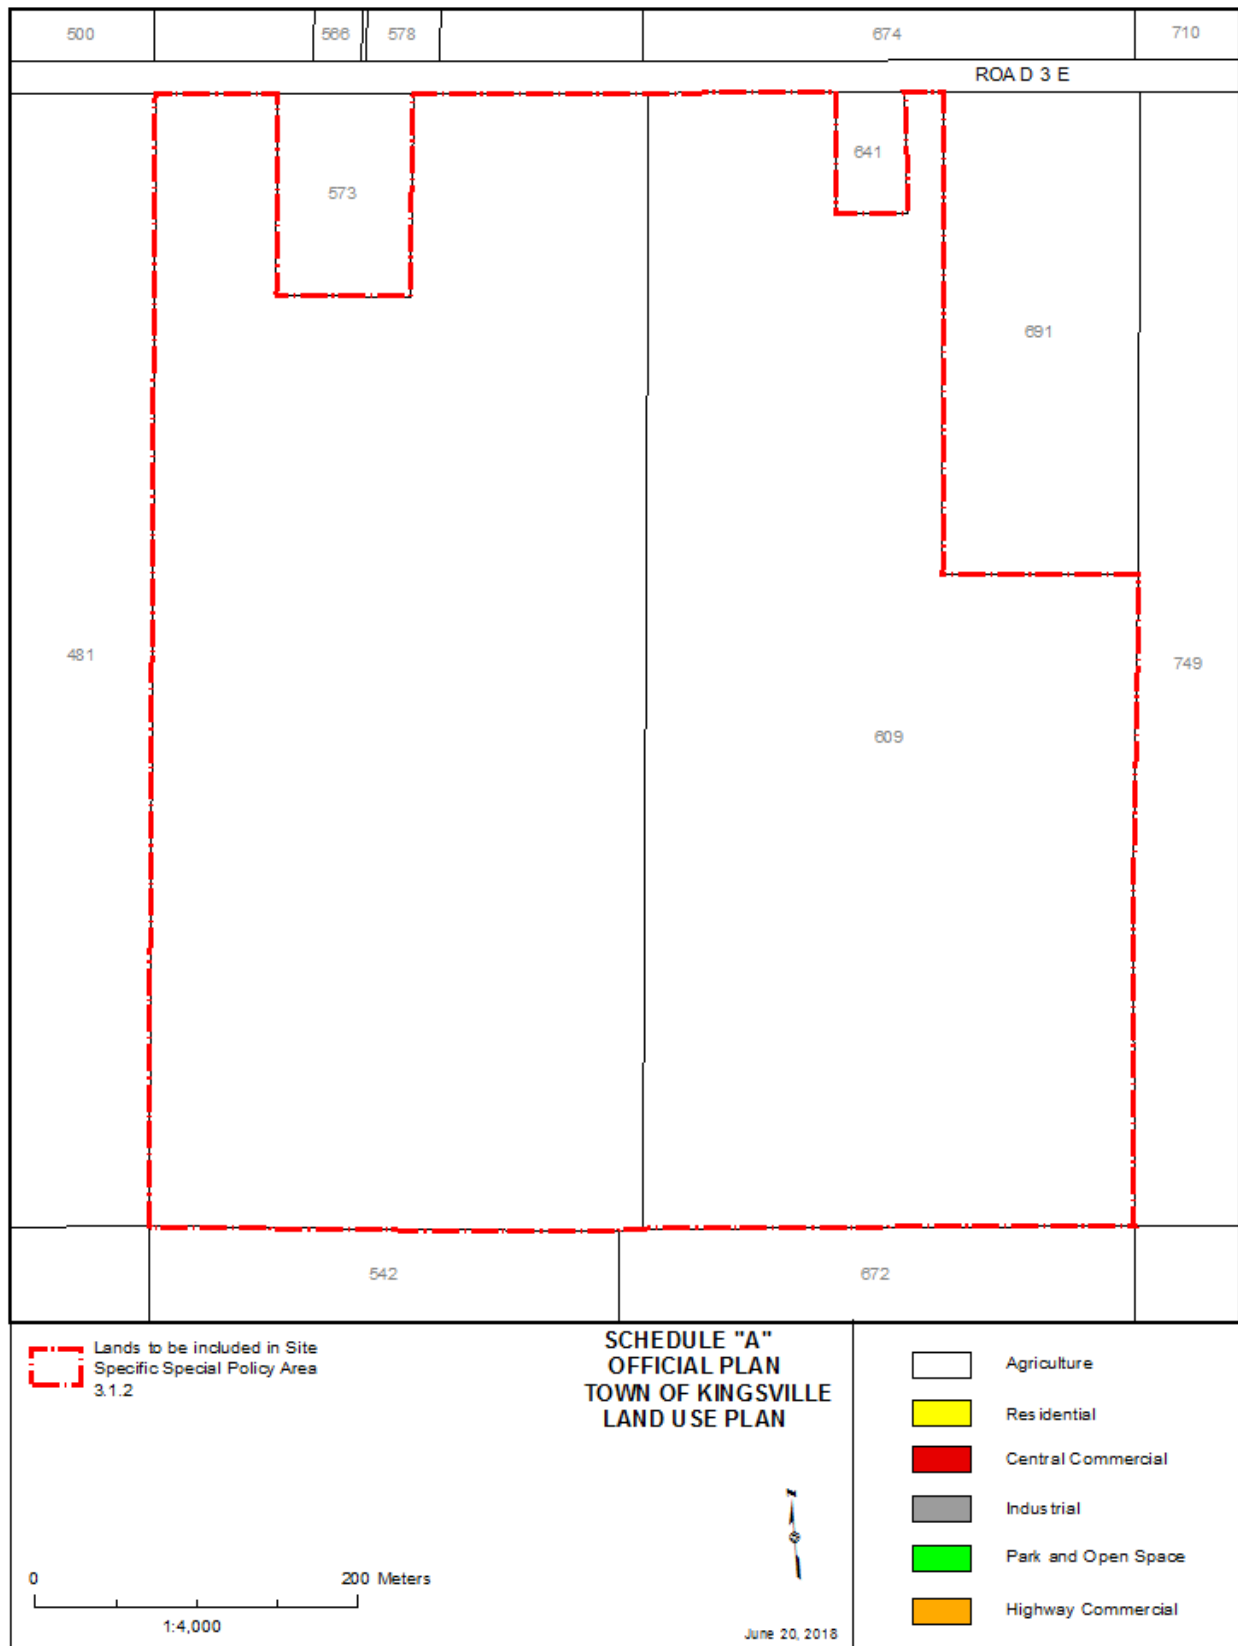 500
566
578
674
710
ROAD 3 E
573
641
691
481
749
609
542
672
Lands to be included in Site
Specific Special Policy Area
3.1.2
SCHEDULE "A"
OFFICIAL PLAN
TOWN OF KINGSVILLE
LAND USE PLAN
Agriculture
Residential
Central Commercial
Industrial
Park and Open Space
Highway Commercial
N
0 200 Meters
1:4,000
June 20, 2018